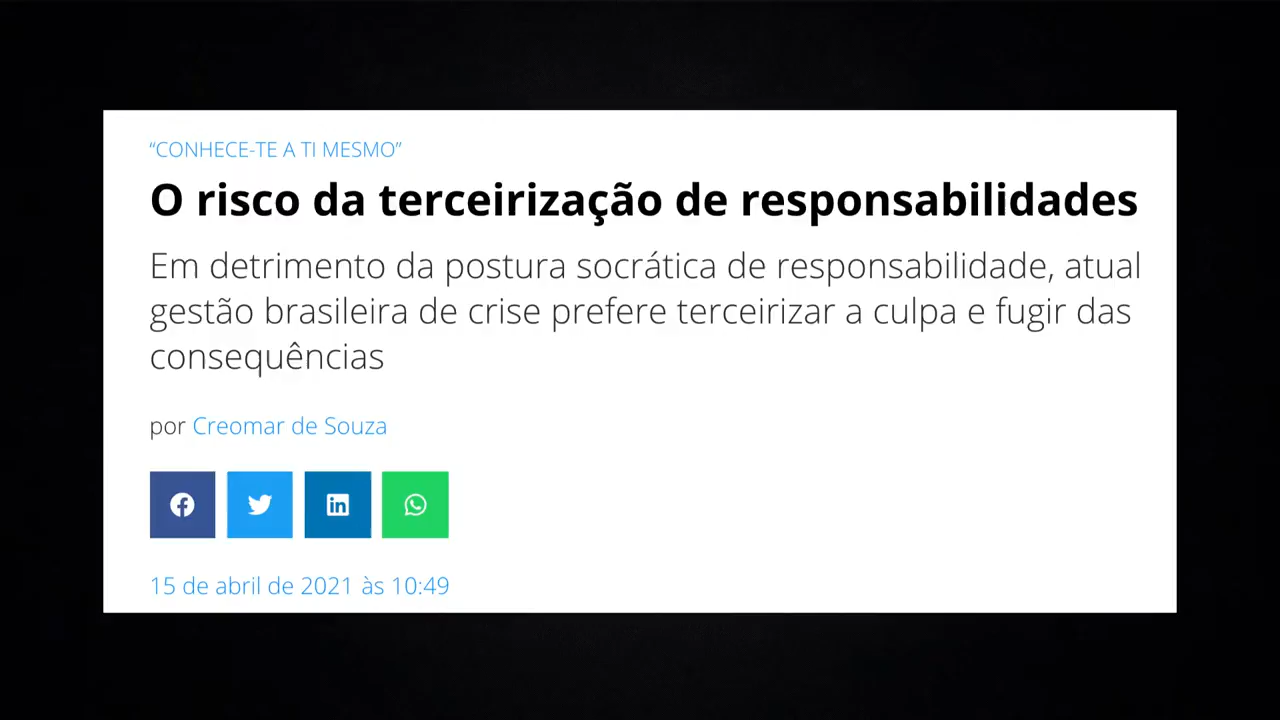 “CONHECE-TE A TI MESMO”
O risco da terceirização de responsabilidades
Em detrimento da postura socrática de responsabilidade, atual
gestão brasileira de crise prefere terceirizar a culpa e fugir das
consequências
por Creomar de Souza
15 de abril de 2021 às 10:49